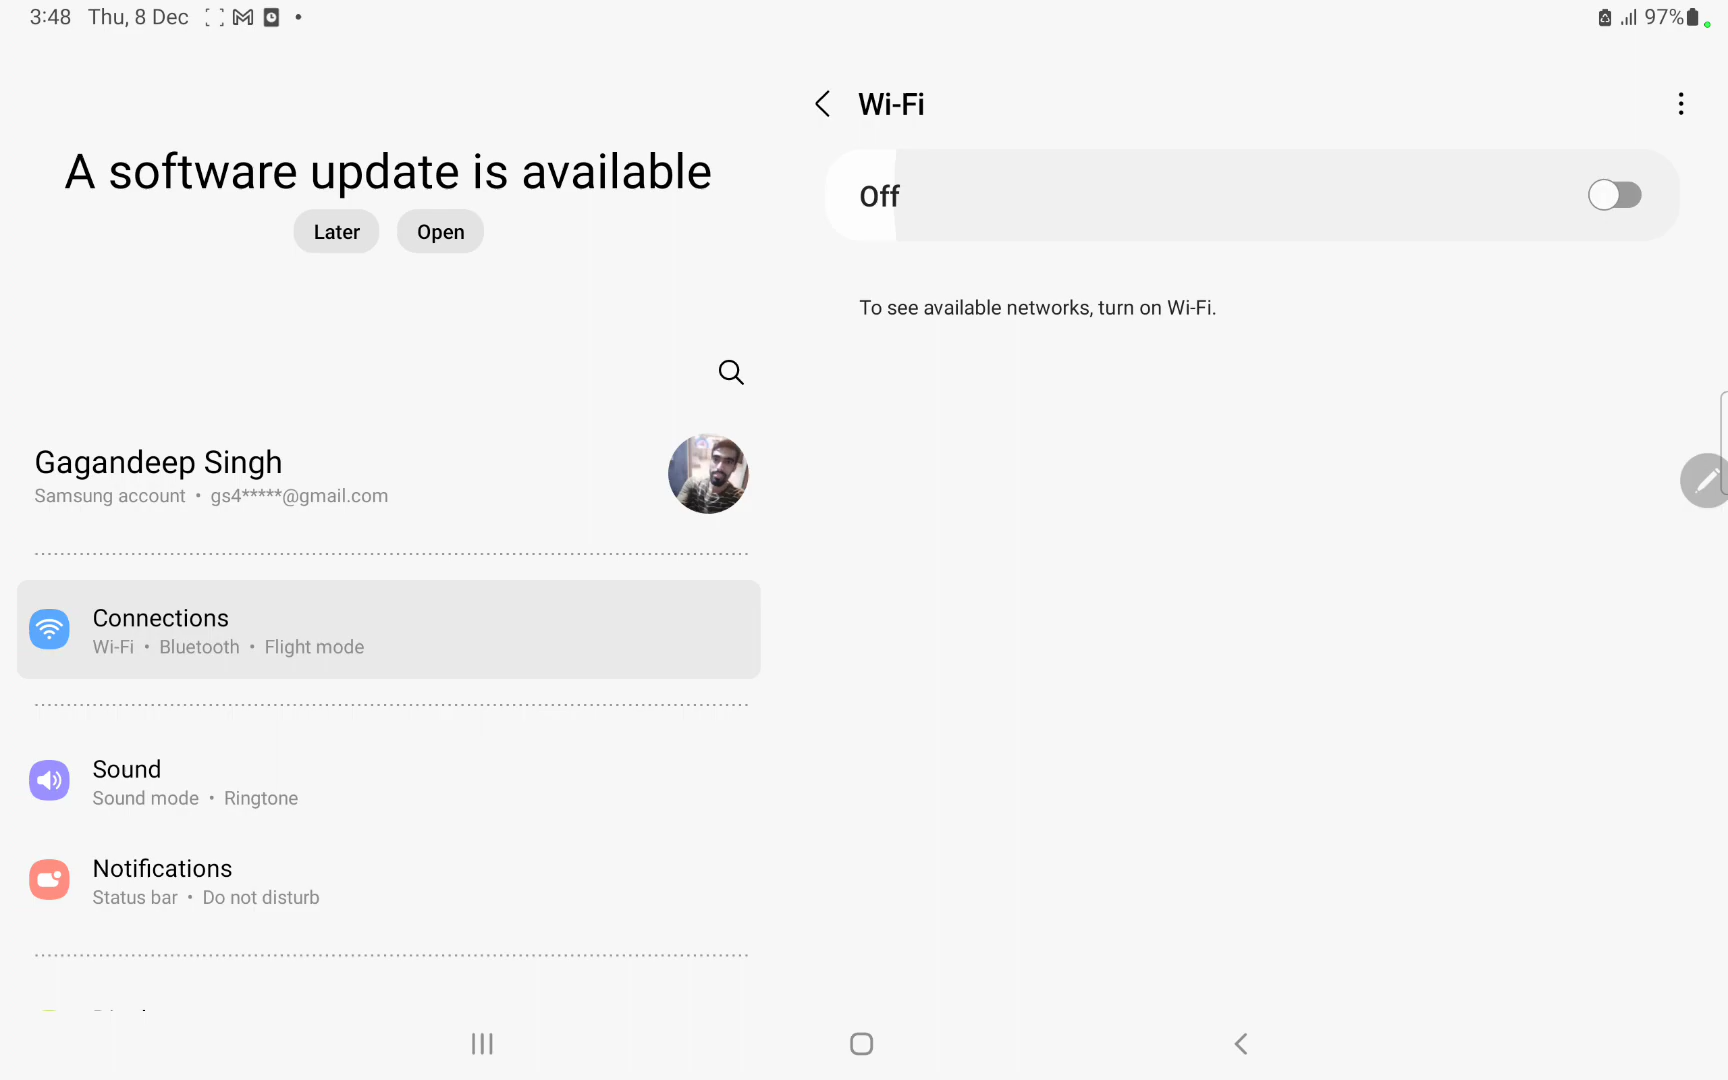 3:48 Thu, 8 Dec
97%
A software update is available
Later
Open
Gagandeep Singh
Samsung account • gs4*****@gmail.com
Connections
Wi-Fi • Bluetooth • Flight mode
Sound
Sound mode • Ringtone
Notifications
Status bar • Do not disturb
Wi-Fi
Off
To see available networks, turn on Wi-Fi.